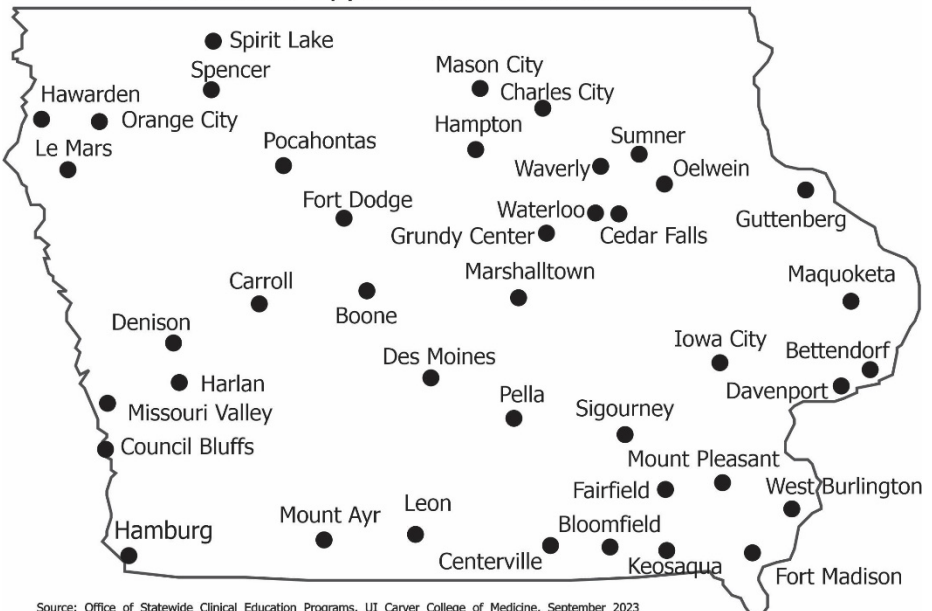 Spirit Lake
Spencer
Mason City
Charles City
Hawarden
Orange City
Hampton
Sumner
Le Mars
Pocahontas
Waverly
Oelwein
Fort Dodge
Waterloo
Guttenberg
Grundy Center
Cedar Falls
Marshalltown
Maquoketa
Carroll
Boone
Denison
Iowa City
Bettendorf
Des Moines
Harlan
Davenport
Pella
Missouri Valley
Sigourney
Council Bluffs
Mount Pleasant
Fairfield
West Burlington
Leon
Mount Ayr
Bloomfield
Hamburg
Centerville
Keosaqua
Fort Madison
Source: Office of Statewide Clinical Education Programs, UI Carver College of Medicine, September 2023